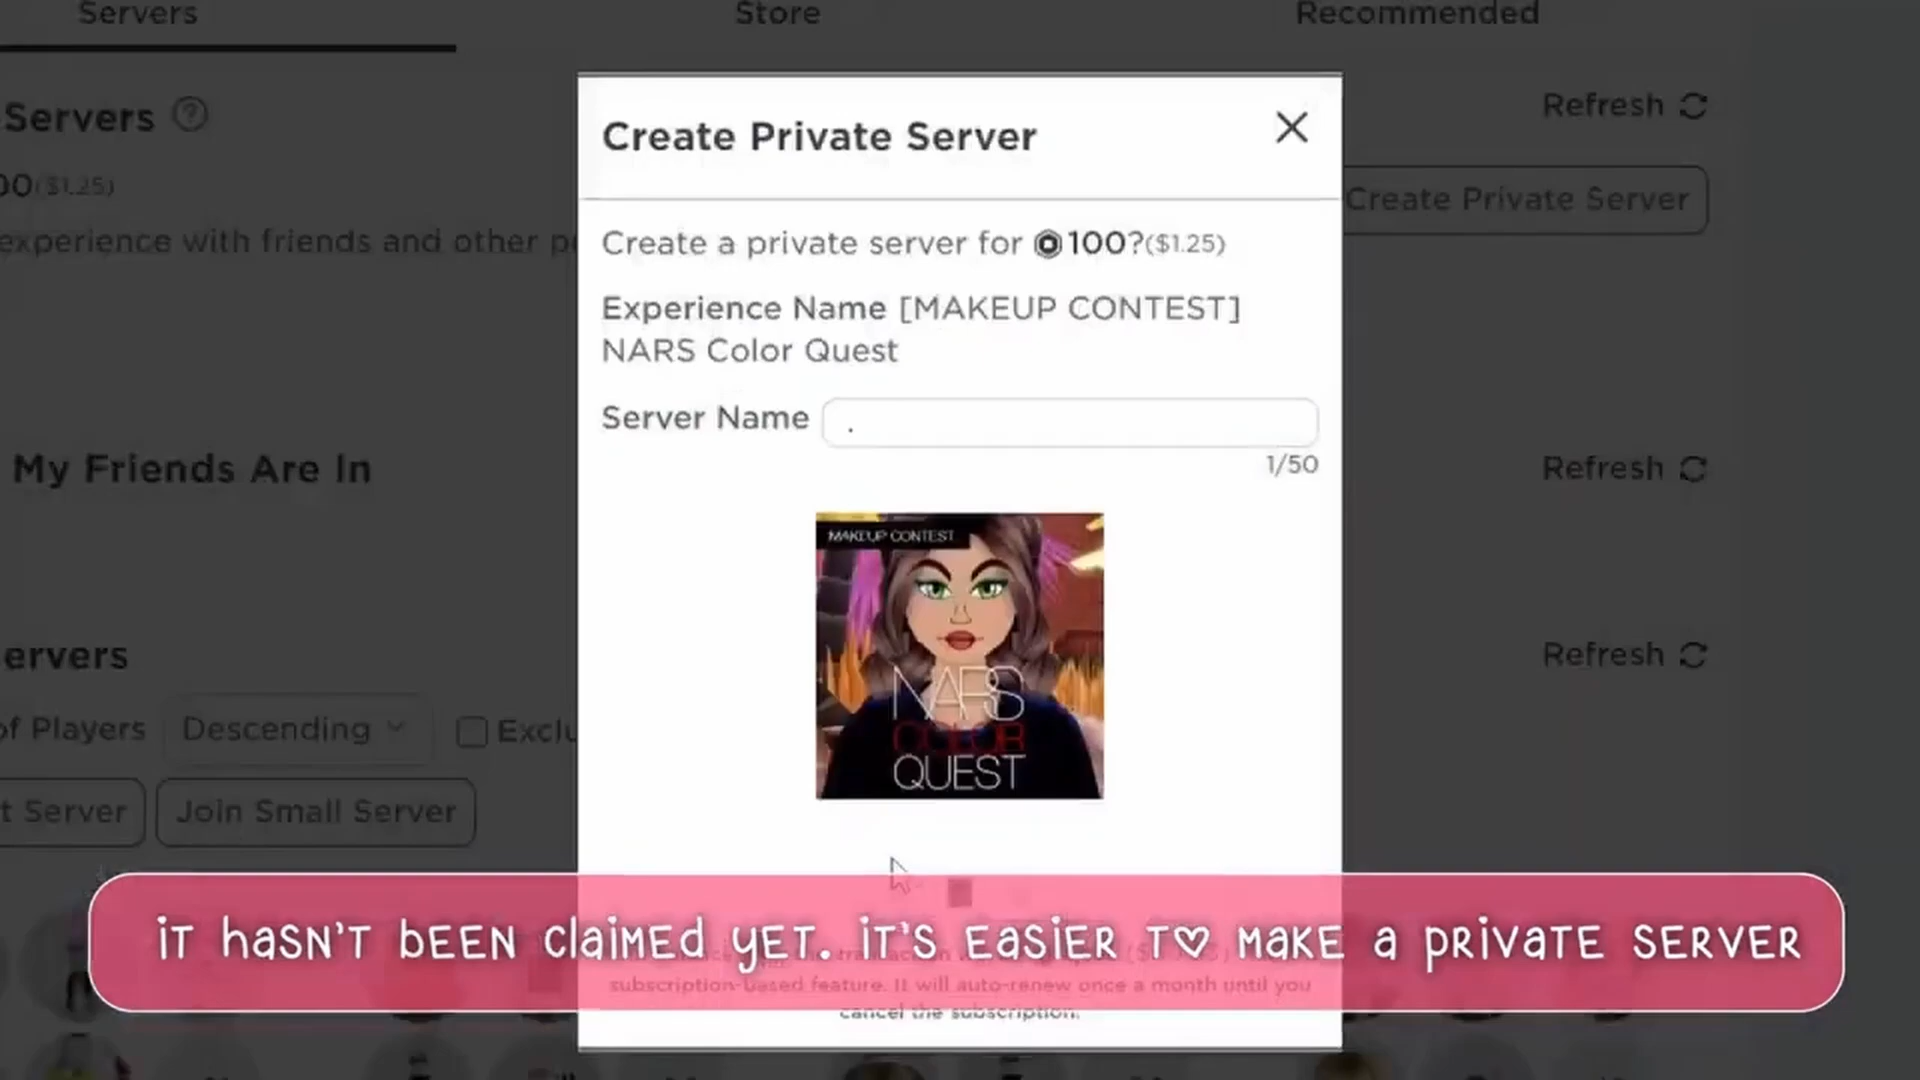 Servers
Store
Recommended
Servers
Refresh
00($1.25)
Create Private Server
experience with friends and other
Create Private Server
Create a private server for 100?($1.25)
Experience Name [MAKEUP CONTEST]
NARS Color Quest
Server Name .
1/50
My Friends Are In
Refresh
MAKEUP CONTEST
NARS
COLOR
QUEST
ervers
Refresh
of Players
Descending
Exclu
t Server
Join Small Server
iT haSN'T bEEN claiMEd yET. iT'S EaSiER T♡ MaKE a pRivaTE SERVER
subscription-based feature. It will auto-renew once a month until you
cancel the subscription.